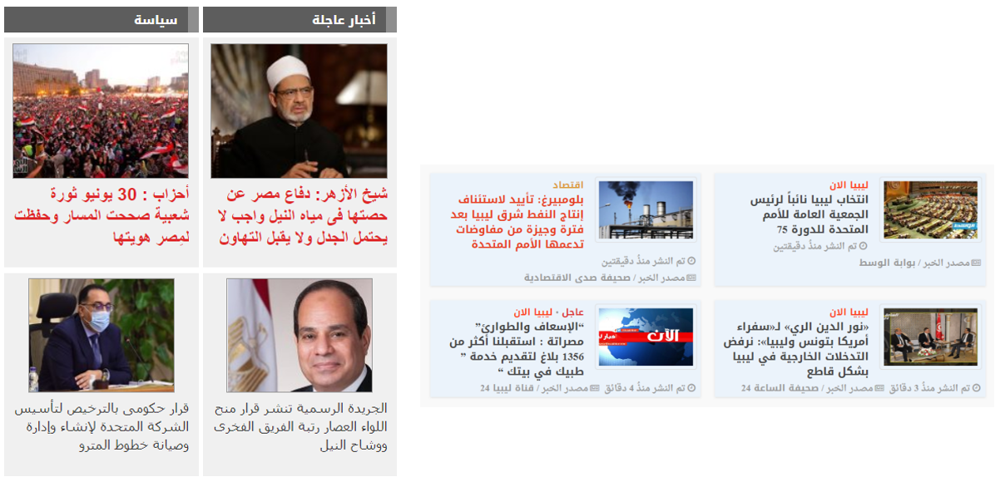 أخبار عاجلة
شيخ الأزهر: دفاع مصر عن
حصتها فى مياه النيل واجب لا
يحتمل الجدل ولا يقبل التهاون
الجريدة الرسمية تنشر قرار منح
اللواء العصار رتبة الفريق الفخرى
ووشاح النيل
سياسة
أحزاب : 30 يونيو ثورة
شعبية صححت المسار وحفظت
لمِصر هويتها
قرار حكومى بالترخيص لتأسيس
الشركة المتحدة لإنشاء وإدارة
وصيانة خطوط المترو
ليبيا الان
انتخاب ليبيا نائباً لرئيس
الجمعية العامة للأمم
المتحدة للدورة 75
تم النشر منذُ دقيقتين
مصدر الخبر / بوابة الوسط
اقتصاد
بلومبيرغ: تأييد لاستئناف
إنتاج النفط شرق ليبيا بعد
فترة وجيزة من مفاوضات
تدعمها الأمم المتحدة
تم النشر منذُ دقيقتين
مصدر الخبر / صحيفة صدى الاقتصادية
ليبيا الان
«نور الدين الري» لـ«سفراء
أمريكا بتونس وليبيا»: نرفض
التدخلات الخارجية في ليبيا
بشكل قاطع
تم النشر منذُ 3 دقائق مصدر الخبر / صحيفة الساعة 24
عاجل • ليبيا الان
“الإسعاف والطوارئ”
مصراتة : استقبلنا أكثر من
1356 بلاغ لتقديم خدمة ”
طبيك في بيتك “
تم النشر منذُ 4 دقائق مصدر الخبر / قناة ليبيا 24
الآن